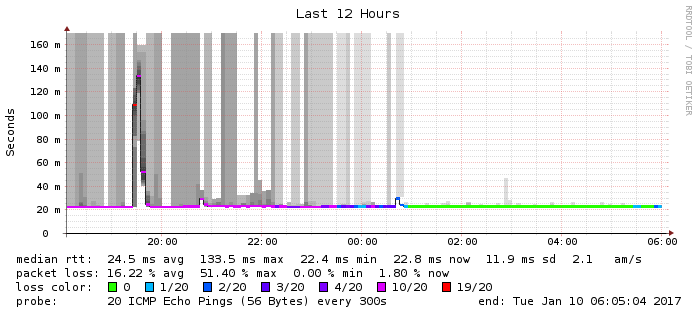 Last 12 Hours
RRDTOOL / TOBI OETIKER
Seconds
160 m
140 m
120 m
100 m
80 m
60 m
40 m
20 m
0
20:00 22:00 00:00 02:00 04:00 06:00
median rtt: 24.5 ms avg 133.5 ms max 22.4 ms min 22.8 ms now 11.9 ms sd 2.1 am/s
packet loss: 16.22 % avg 51.40 % max 0.00 % min 1.80 % now
loss color: 0 1/20 2/20 3/20 4/20 10/20 19/20
probe: 20 ICMP Echo Pings (56 Bytes) every 300s end: Tue Jan 10 06:05:04 2017